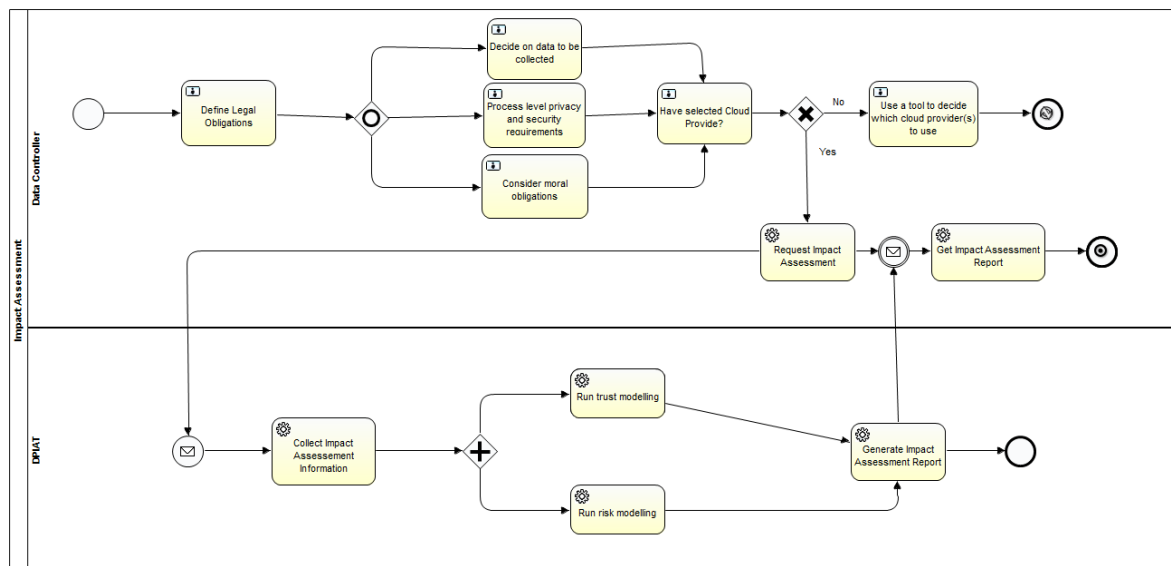 Impact Assessment
Data Controller
Define Legal
Obligations
Decide on data to be
collected
Process level privacy
and security
requirements
Consider moral
obligations
Have selected Cloud
Provide?
No
Yes
Use a tool to decide
which cloud provider(s)
to use
Request Impact
Assessment
Get Impact Assessment
Report
DPIAT
Collect Impact
Assessement
Information
Run trust modelling
Run risk modelling
Generate Impact
Assessment Report